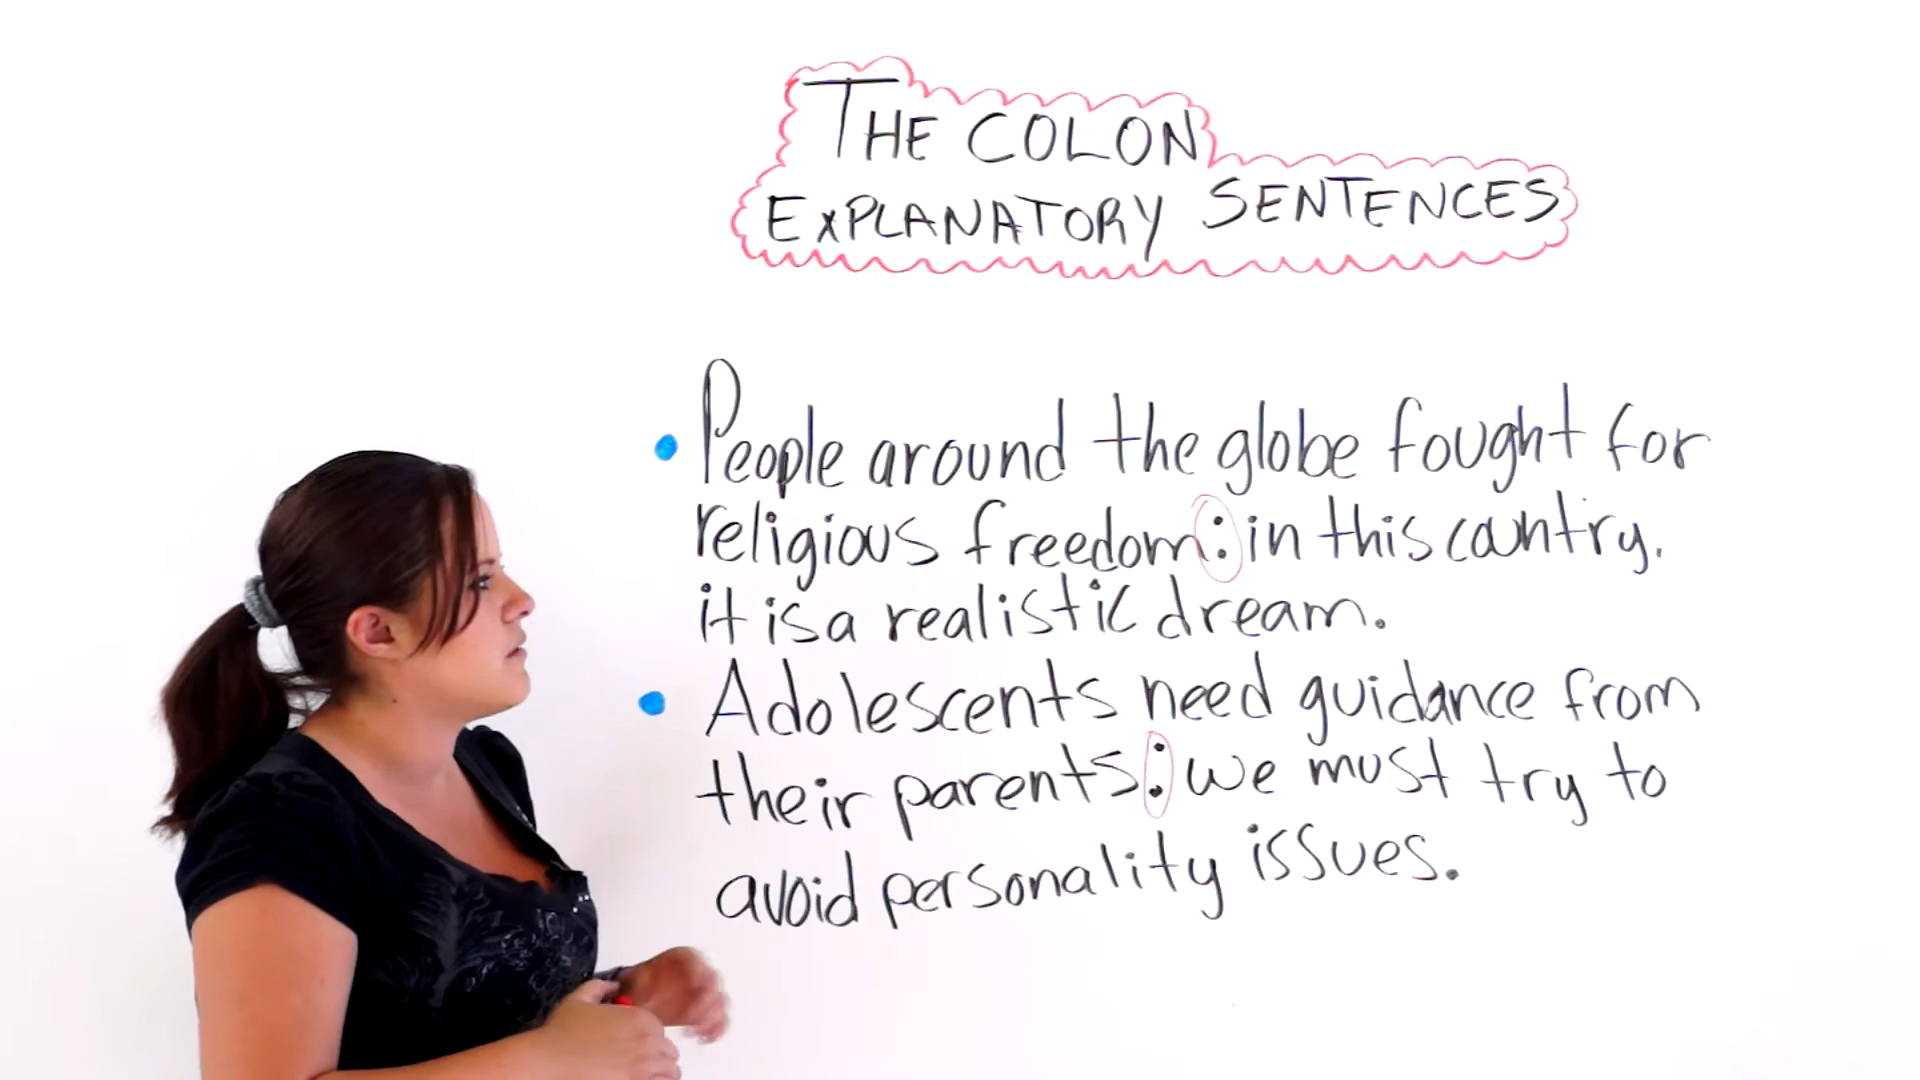 THE COLON
EXPLANATORY SENTENCES
• People around the globe fought for
religious freedom: in this country,
it is a realistic dream.
• Adolescents need guidance from
their parents: we must try to
avoid personality issues.